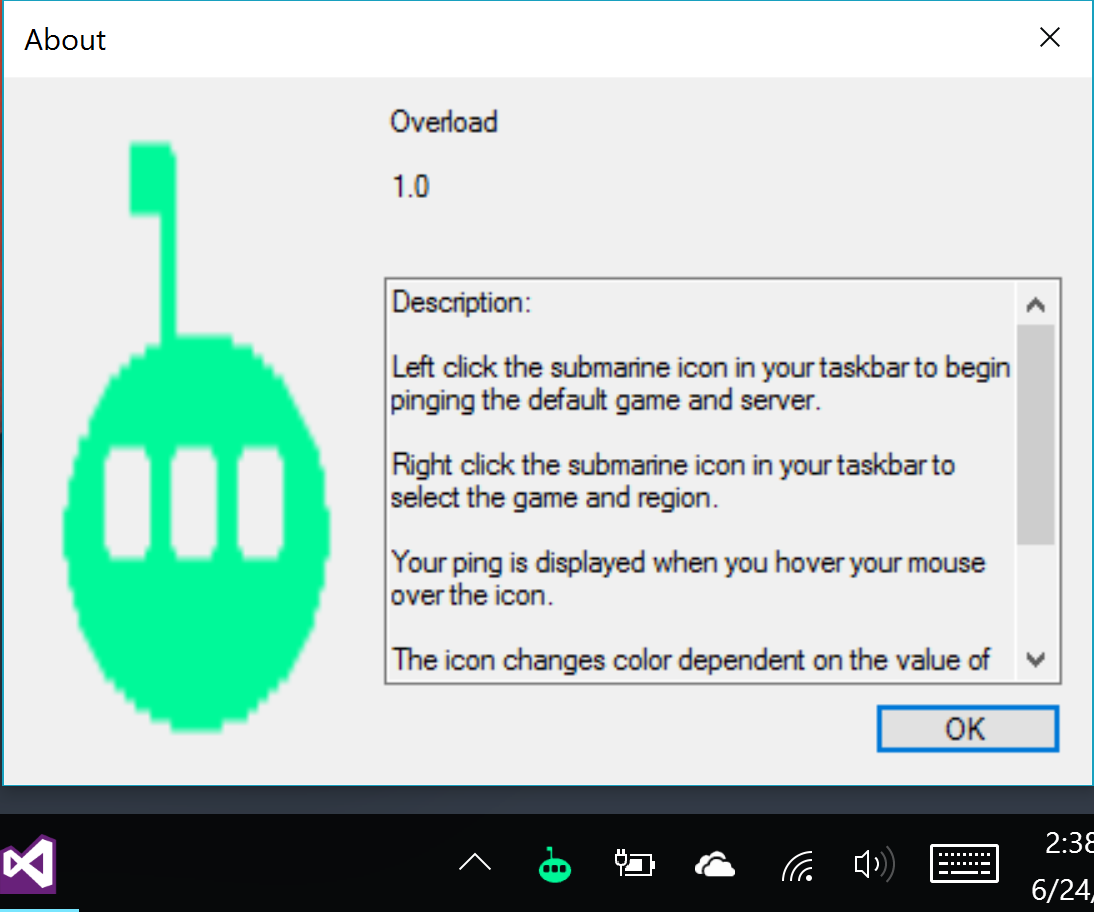 About
Overload
1.0
Description:
Left click the submarine icon in your taskbar to begin
pinging the default game and server.
Right click the submarine icon in your taskbar to
select the game and region.
Your ping is displayed when you hover your mouse
over the icon.
The icon changes color dependent on the value of
OK
2:38
6/24/